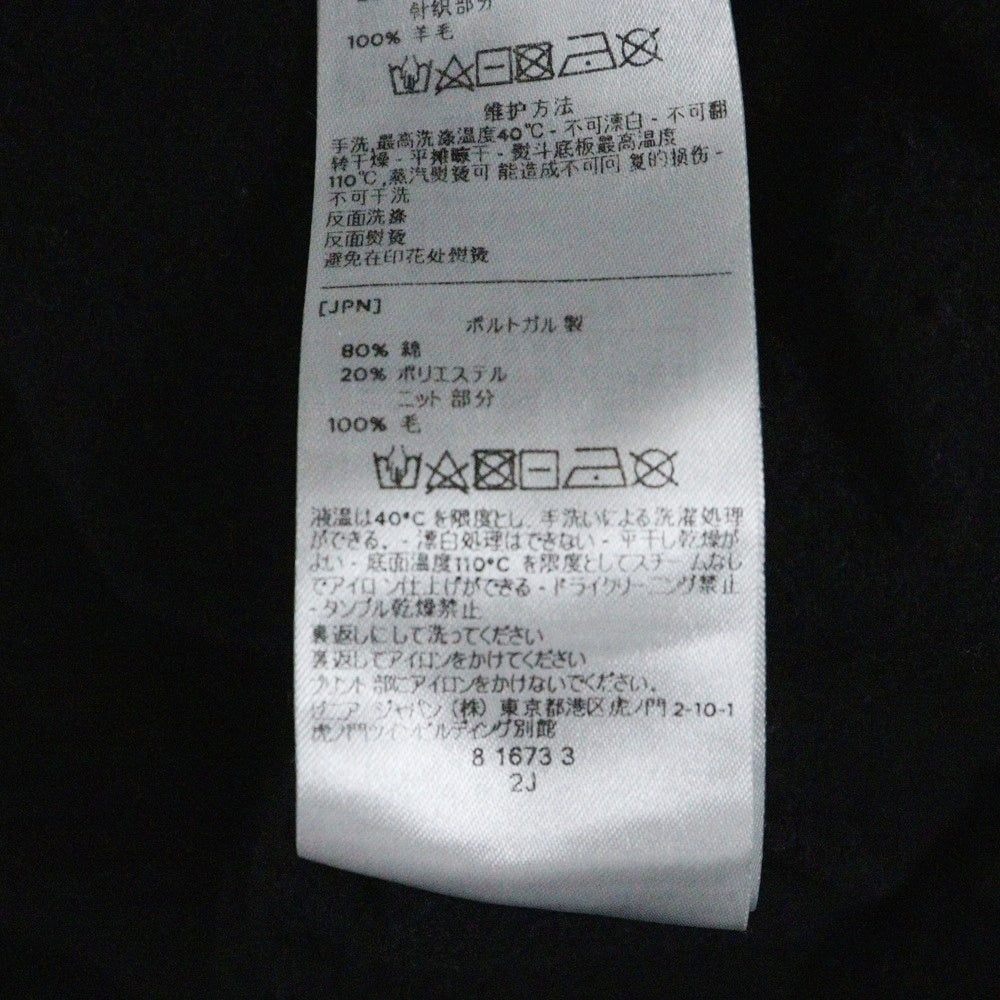 针织部分
100% 羊毛
维护方法
手洗,最高洗涤温度40°C - 不可漂白 - 不可翻
转干燥 - 平摊晾干 - 熨斗底板最高温度
110°C,蒸汽熨烫可 能造成不可回 复的损伤 -
不可干洗
反面洗涤
反面熨烫
避免在印花处熨烫
[JPN]
ポルトガル 製
80% 綿
20% ポリエステル
ニット 部分
100% 毛
液温は40°C を限度とし、手洗いによる洗濯処理
ができる。 - 漂白処理はできない - 平干し乾燥が
よい - 底面温度110°C を限度としてスチームなし
でアイロン仕上げができる - ドライクリーニング禁止
- タンブル乾燥禁止
裏返しにして洗ってください
裏返しでアイロンをかけてください
プリント 部にアイロンをかけないでください。
ジャパン (株) 東京都港区虎ノ門 2-10-1
虎ノ門ツインビルディング別館
8 1673 3
2J